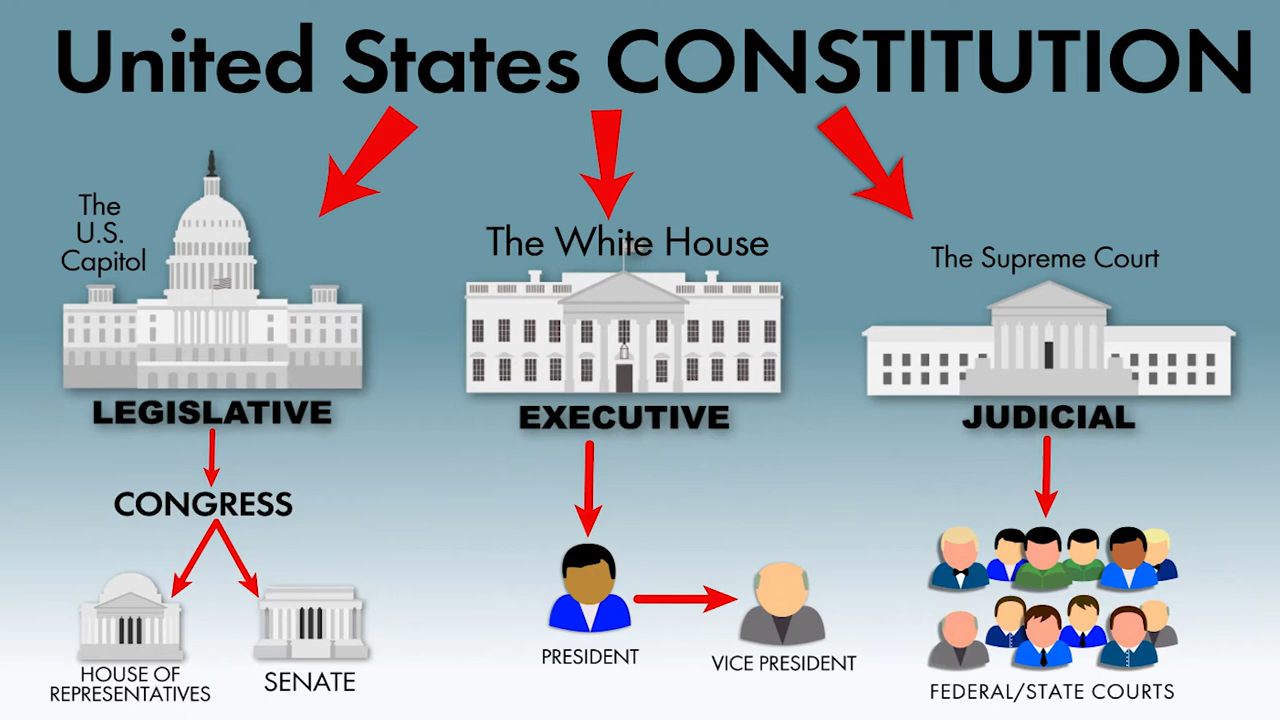 United States CONSTITUTION
The
U.S.
Capitol
The White House
The Supreme Court
LEGISLATIVE
EXECUTIVE
JUDICIAL
CONGRESS
HOUSE OF
REPRESENTATIVES
SENATE
PRESIDENT
VICE PRESIDENT
FEDERAL/STATE COURTS